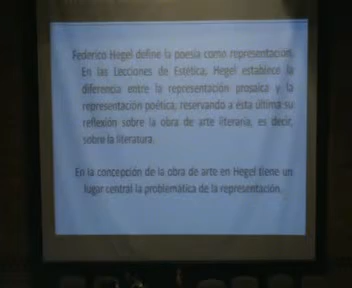 Federico Hegel define la poesía como representación.
En las Lecciones de Estética, Hegel establece la
diferencia entre la representación prosaica y la
representación poética, reservando a ésta última su
reflexión sobre la obra de arte literaria, es decir,
sobre la literatura.
En la concepción de la obra de arte en Hegel tiene un
lugar central la problemática de la representación.